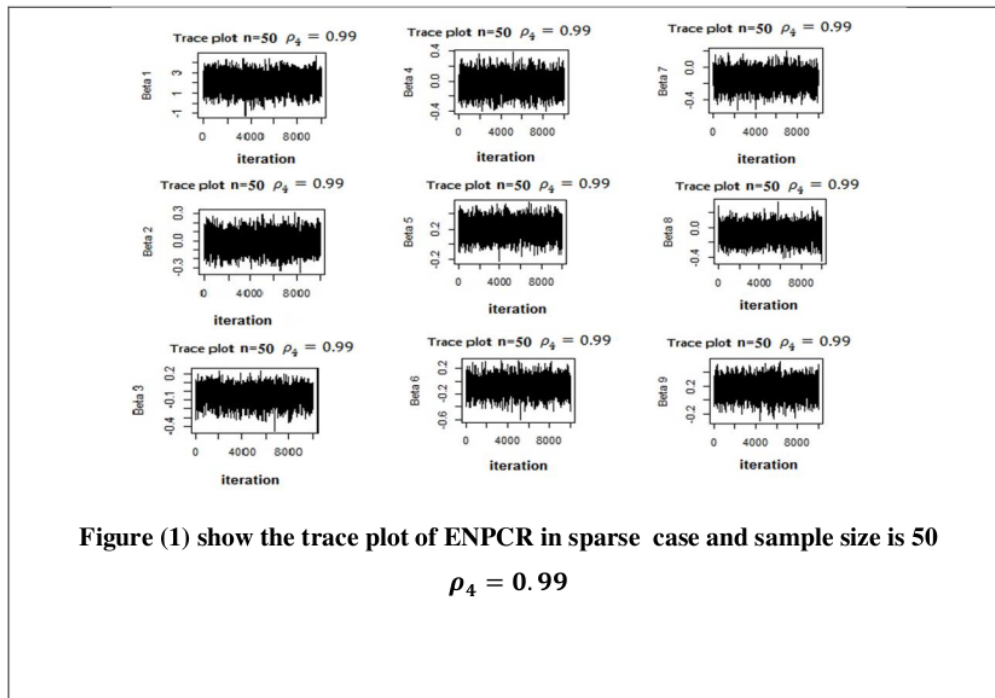 Trace plot n=50 ρ₄ = 0.99
Trace plot n=50 ρ₄ = 0.99
Trace plot n=50 ρ₄ = 0.99
Beta 1
3
1
-1
0 4000 8000
iteration
Beta 4
0.4
0.0
-0.4
0 4000 8000
iteration
Beta 7
0.0
-0.4
0 4000 8000
iteration
Trace plot n=50 ρ₄ = 0.99
Trace plot n=50 ρ₄ = 0.99
Trace plot n=50 ρ₄ = 0.99
Beta 2
0.3
0.0
-0.3
0 4000 8000
iteration
Beta 5
0.2
-0.2
0 4000 8000
iteration
Beta 8
0.0
-0.4
0 4000 8000
iteration
Trace plot n=50 ρ₄ = 0.99
Trace plot n=50 ρ₄ = 0.99
Trace plot n=50 ρ₄ = 0.99
Beta 3
0.2
-0.1
-0.4
0 4000 8000
iteration
Beta 6
0.2
-0.2
-0.6
0 4000 8000
iteration
Beta 9
0.2
-0.2
0 4000 8000
iteration
Figure (1) show the trace plot of ENPCR in sparse case and sample size is 50
ρ₄ = 0.99